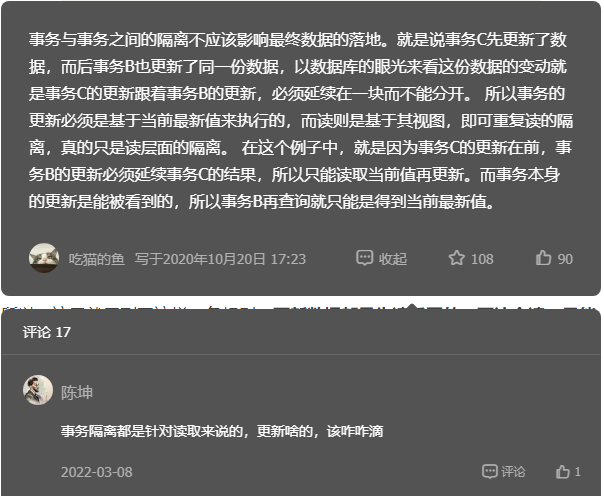 事务与事务之间的隔离不应该影响最终数据的落地。就是说事务C先更新了数
据，而后事务B也更新了同一份数据，以数据库的眼光来看这份数据的变动就
是事务C的更新跟着事务B的更新，必须延续在一块而不能分开。 所以事务的
更新必须是基于当前最新值来执行的，而读则是基于其视图，即可重复读的隔
离，真的只是读层面的隔离。 在这个例子中，就是因为事务C的更新在前，事
务B的更新必须延续事务C的结果，所以只能读取当前值再更新。而事务本身
的更新是能被看到的，所以事务B再查询就只能是得到当前最新值。
吃猫的鱼 写于2020年10月20日 17:23 收起 108 90
评论 17
陈坤
事务隔离都是针对读取来说的，更新啥的，该咋咋滴
2022-03-08 评论 1